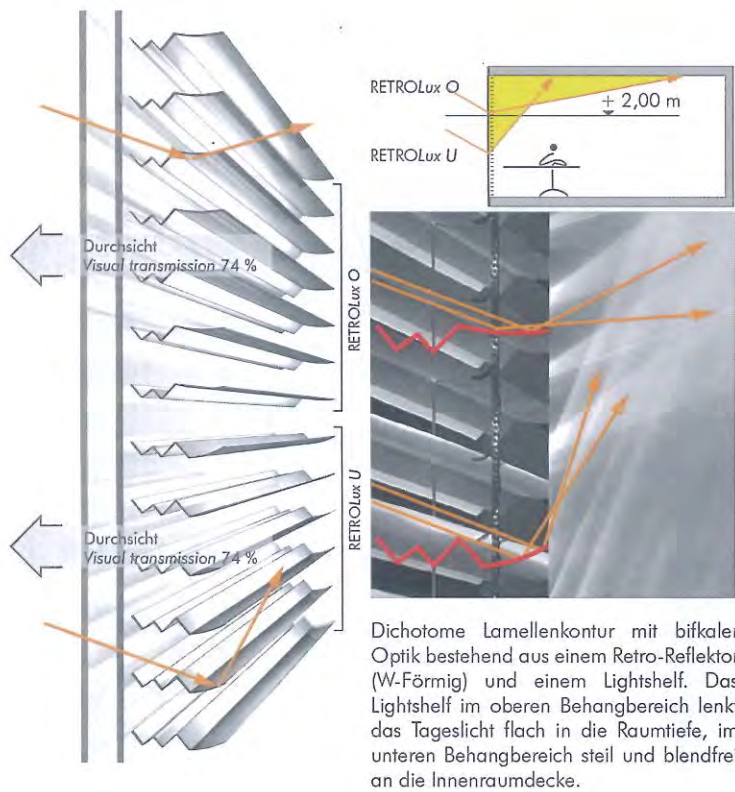 RETROLux O
± 2,00 m
RETROLux U
Durchsicht
Visual transmission 74 %
RETROLux O
Durchsicht
Visual transmission 74 %
RETROLux U
Dichotome Lamellenkontur mit bifkaler
Optik bestehend aus einem Retro-Reflektor
(W-Förmig) und einem Lightshelf. Das
Lightshelf im oberen Behangbereich lenkt
das Tageslicht flach in die Raumtiefe, im
unteren Behangbereich steil und blendfrei
an die Innenraumdecke.